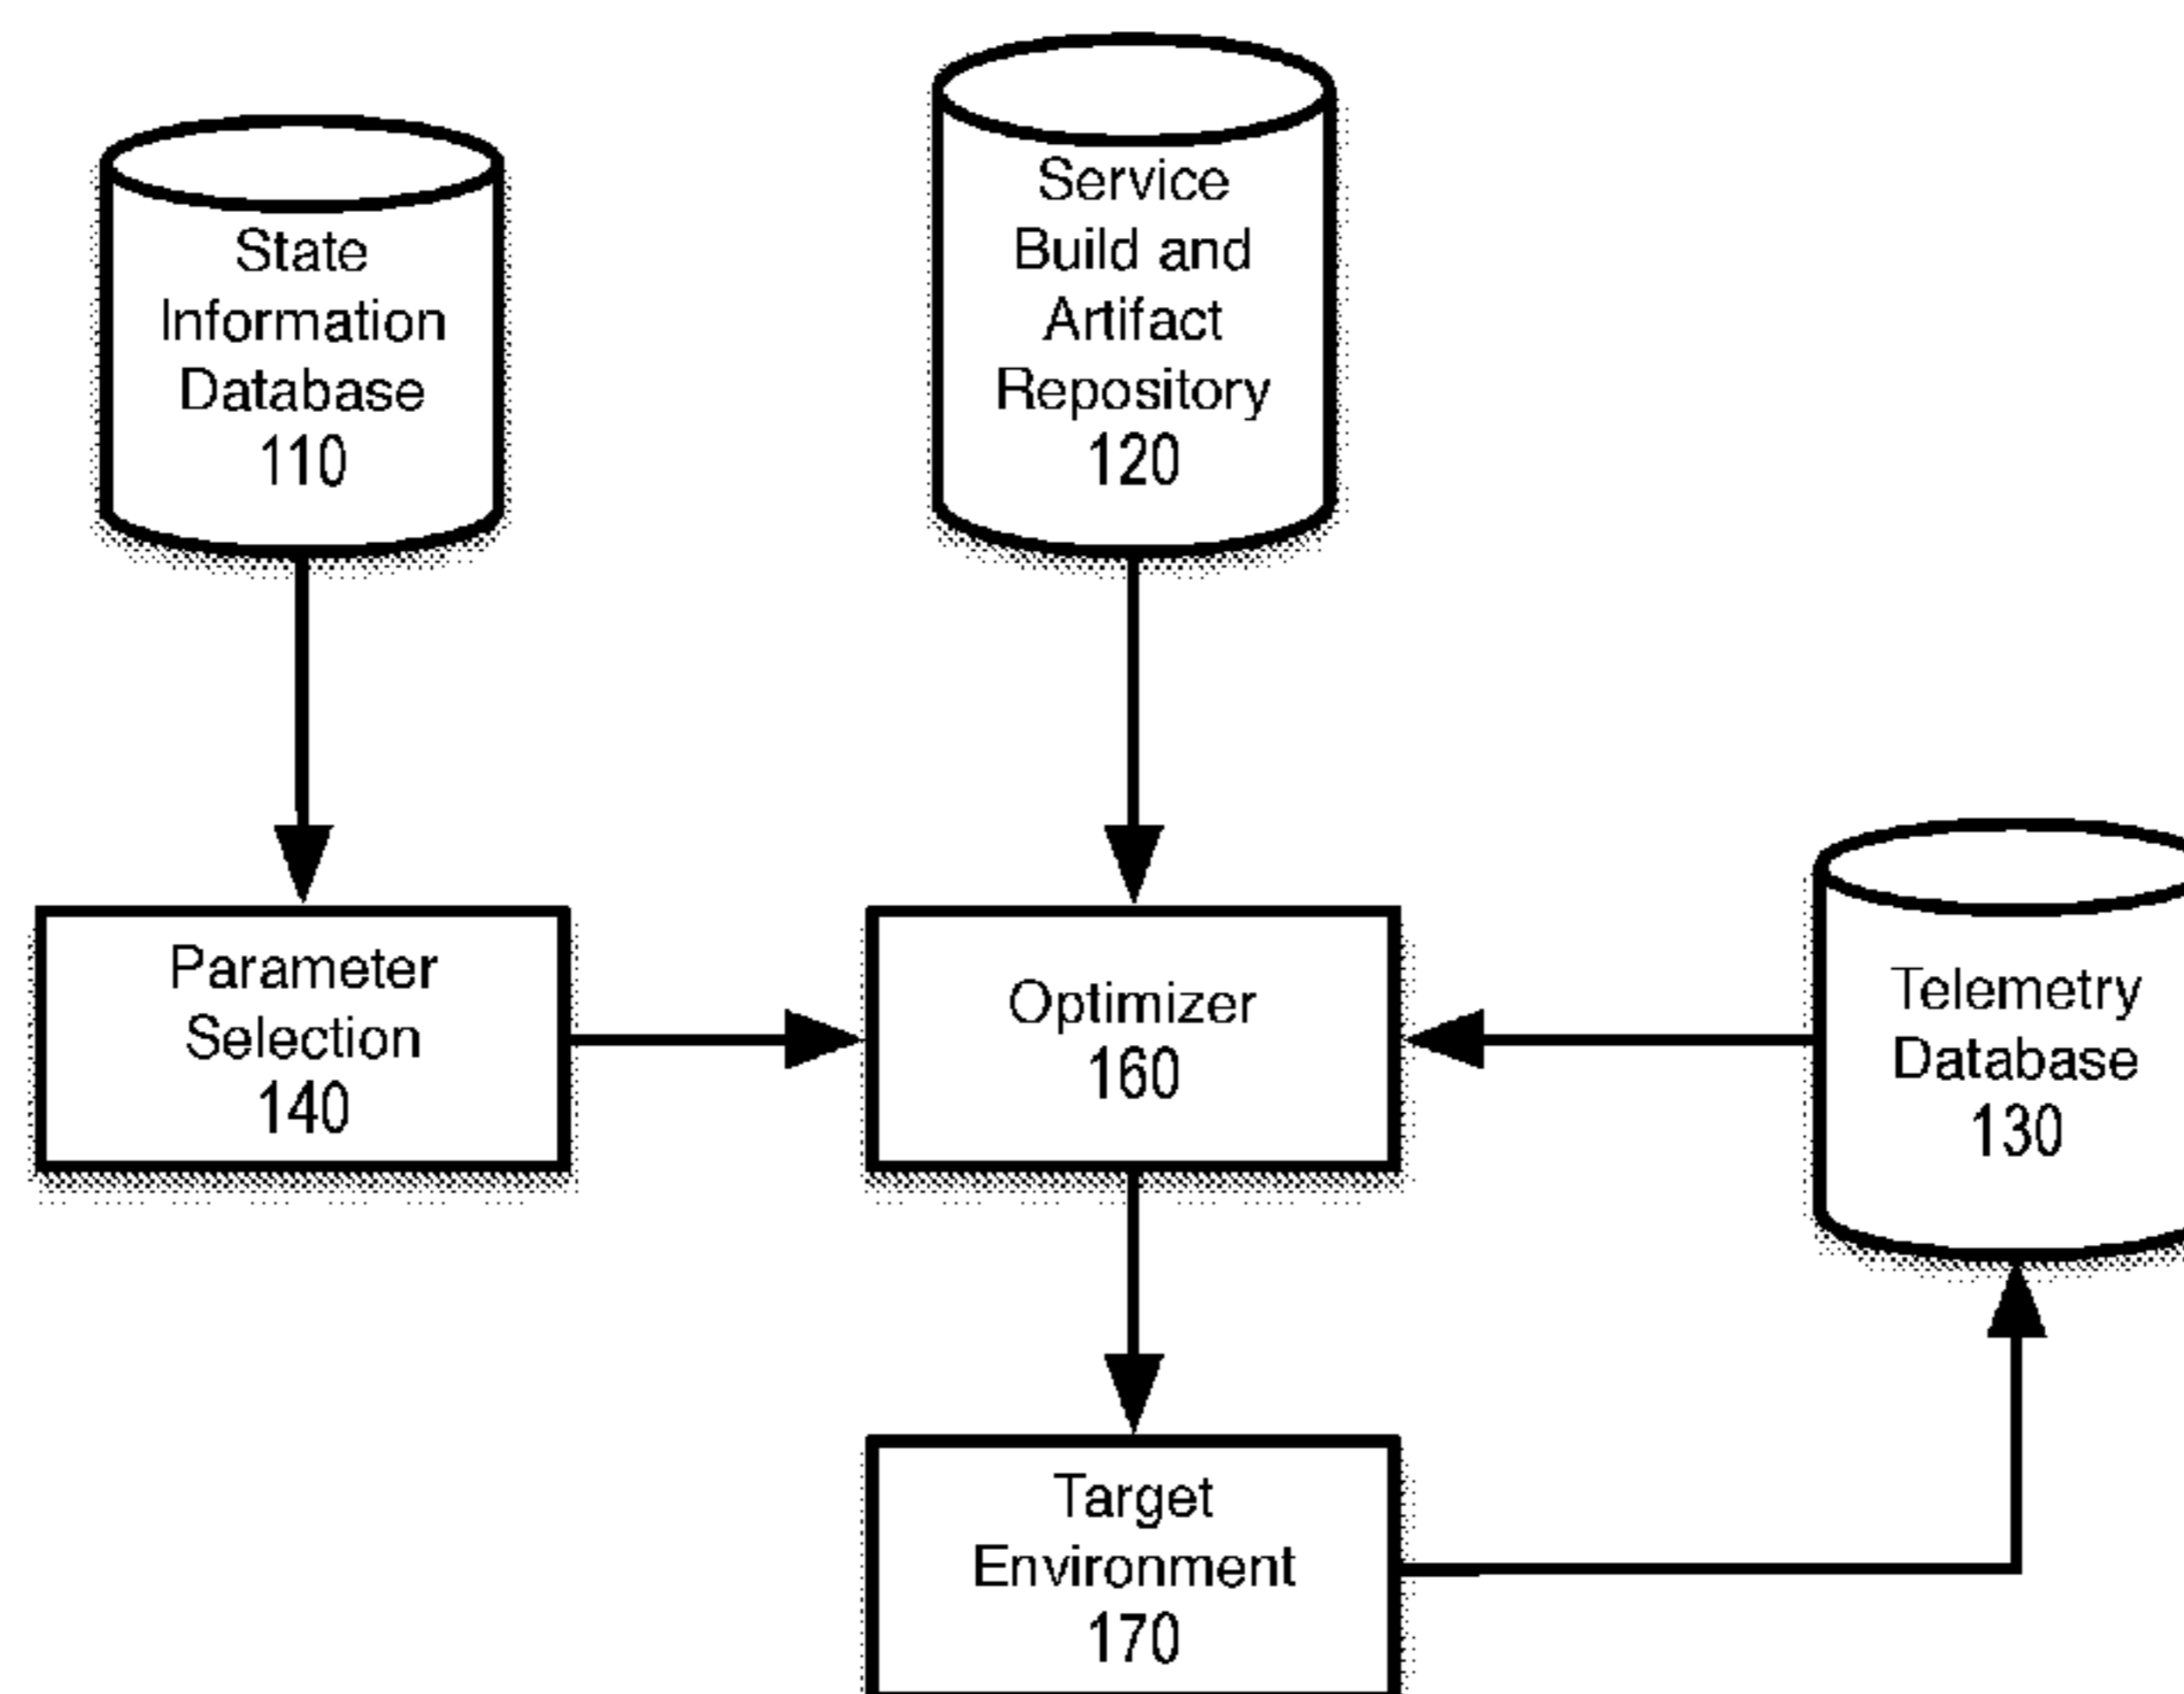 State
Information
Database
110
Service
Build and
Artifact
Repository
120
Parameter
Selection
140
Optimizer
160
Telemetry
Database
130
Target
Environment
170